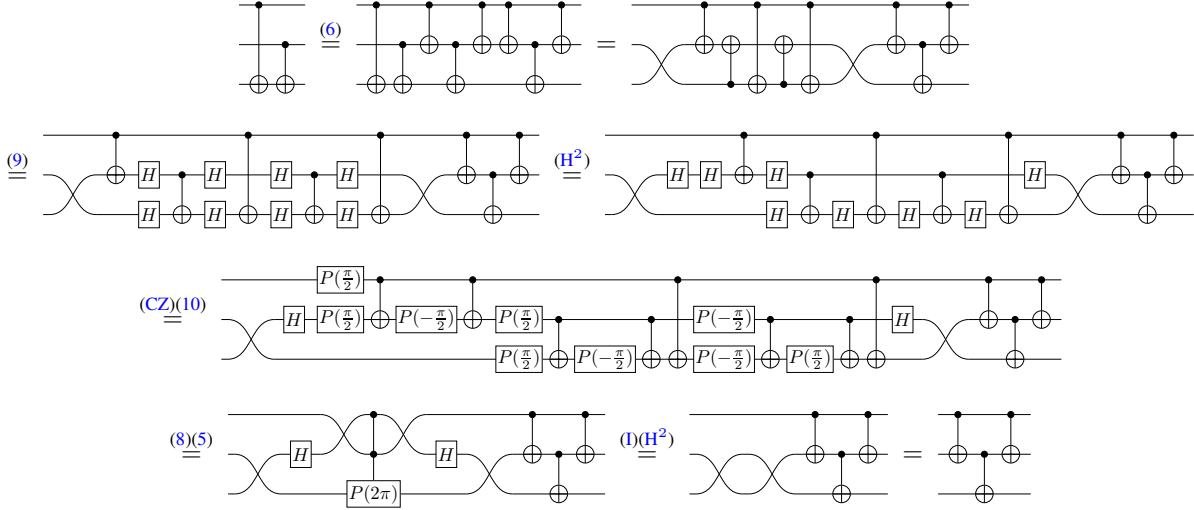 (6) = =
(9) = H H H H H H H H (H²) = H H H H H H H H
(CZ)(10) = P(π/2) H P(π/2) P(-π/2) P(π/2) P(-π/2) H P(π/2) P(-π/2) P(-π/2) P(π/2)
(8)(5) = H H P(2π) (I)(H²) = =